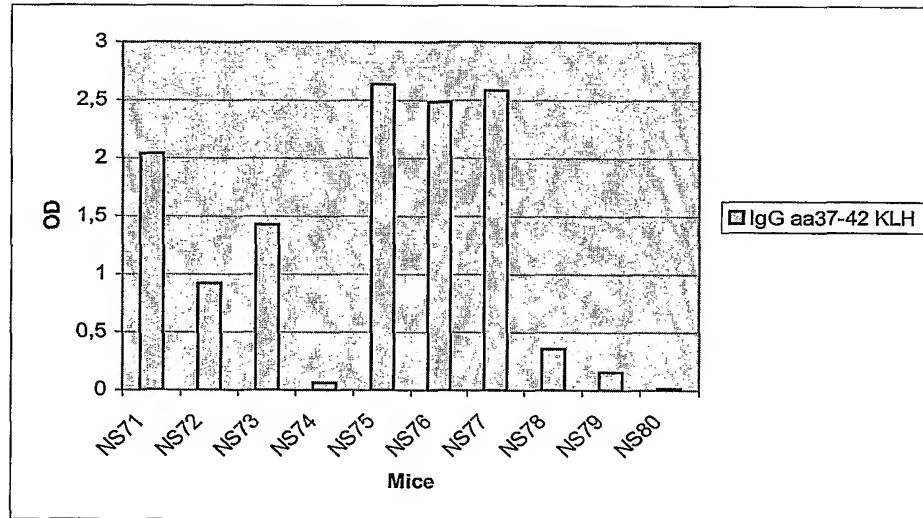 3
2,5
2
1,5
1
0,5
0
OD
NS71
NS72
NS73
NS74
NS75
NS76
NS77
NS78
NS79
NS80
Mice
IgG aa37-42 KLH